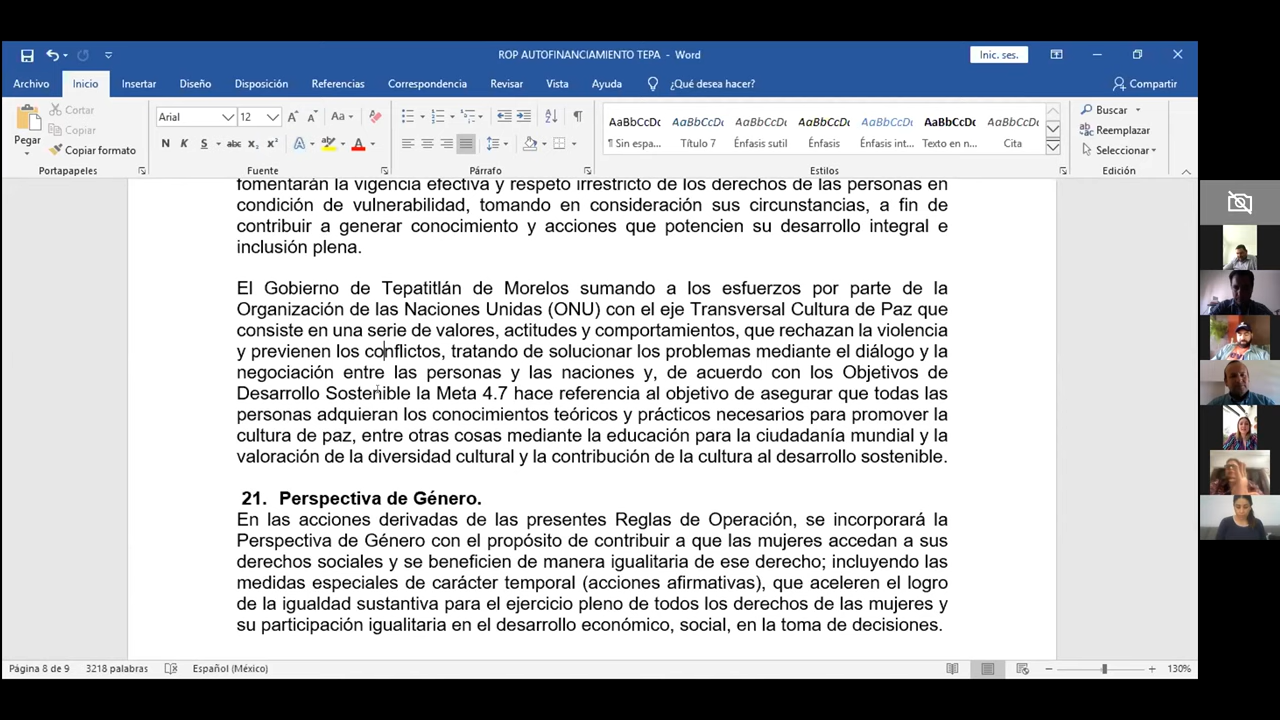 ROP AUTOFINANCIAMIENTO TEPA - Word
Inic. ses.
Archivo Inicio Insertar Diseño Disposición Referencias Correspondencia Revisar Vista Ayuda ¿Qué desea hacer? Compartir
Pegar
Cortar
Copiar
Copiar formato
Portapapeles
Arial 12
N K S abc x₂ x²
Fuente
Párrafo
AaBbCcDc AaBbCcDc AaBbCcDc AaBbCcDc AaBbCcDc AaBbCcDc AaBbCcDc
¶ Sin espa... Título 7 Énfasis sutil Énfasis Énfasis int... Texto en n... Cita
Estilos
Buscar
Reemplazar
Seleccionar
Edición
fomentarán la vigencia efectiva y respeto irrestricto de los derechos de las personas en
condición de vulnerabilidad, tomando en consideración sus circunstancias, a fin de
contribuir a generar conocimiento y acciones que potencien su desarrollo integral e
inclusión plena.
El Gobierno de Tepatitlán de Morelos sumando a los esfuerzos por parte de la
Organización de las Naciones Unidas (ONU) con el eje Transversal Cultura de Paz que
consiste en una serie de valores, actitudes y comportamientos, que rechazan la violencia
y previenen los conflictos, tratando de solucionar los problemas mediante el diálogo y la
negociación entre las personas y las naciones y, de acuerdo con los Objetivos de
Desarrollo Sostenible la Meta 4.7 hace referencia al objetivo de asegurar que todas las
personas adquieran los conocimientos teóricos y prácticos necesarios para promover la
cultura de paz, entre otras cosas mediante la educación para la ciudadanía mundial y la
valoración de la diversidad cultural y la contribución de la cultura al desarrollo sostenible.
21. Perspectiva de Género.
En las acciones derivadas de las presentes Reglas de Operación, se incorporará la
Perspectiva de Género con el propósito de contribuir a que las mujeres accedan a sus
derechos sociales y se beneficien de manera igualitaria de ese derecho; incluyendo las
medidas especiales de carácter temporal (acciones afirmativas), que aceleren el logro
de la igualdad sustantiva para el ejercicio pleno de todos los derechos de las mujeres y
su participación igualitaria en el desarrollo económico, social, en la toma de decisiones.
Página 8 de 9 3218 palabras Español (México) 130%